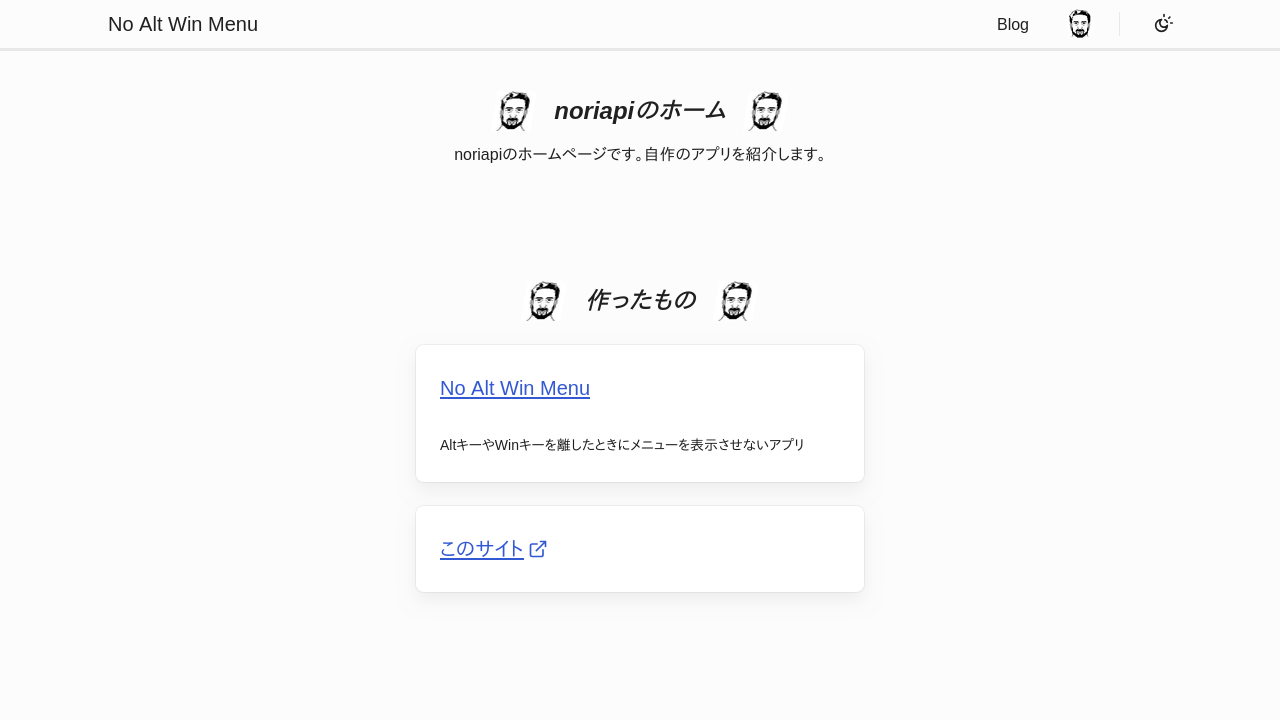 No Alt Win Menu
Blog
noriapiのホーム
noriapiのホームページです。自作のアプリを紹介します。
作ったもの
No Alt Win Menu
AltキーやWinキーを離したときにメニューを表示させないアプリ
このサイト